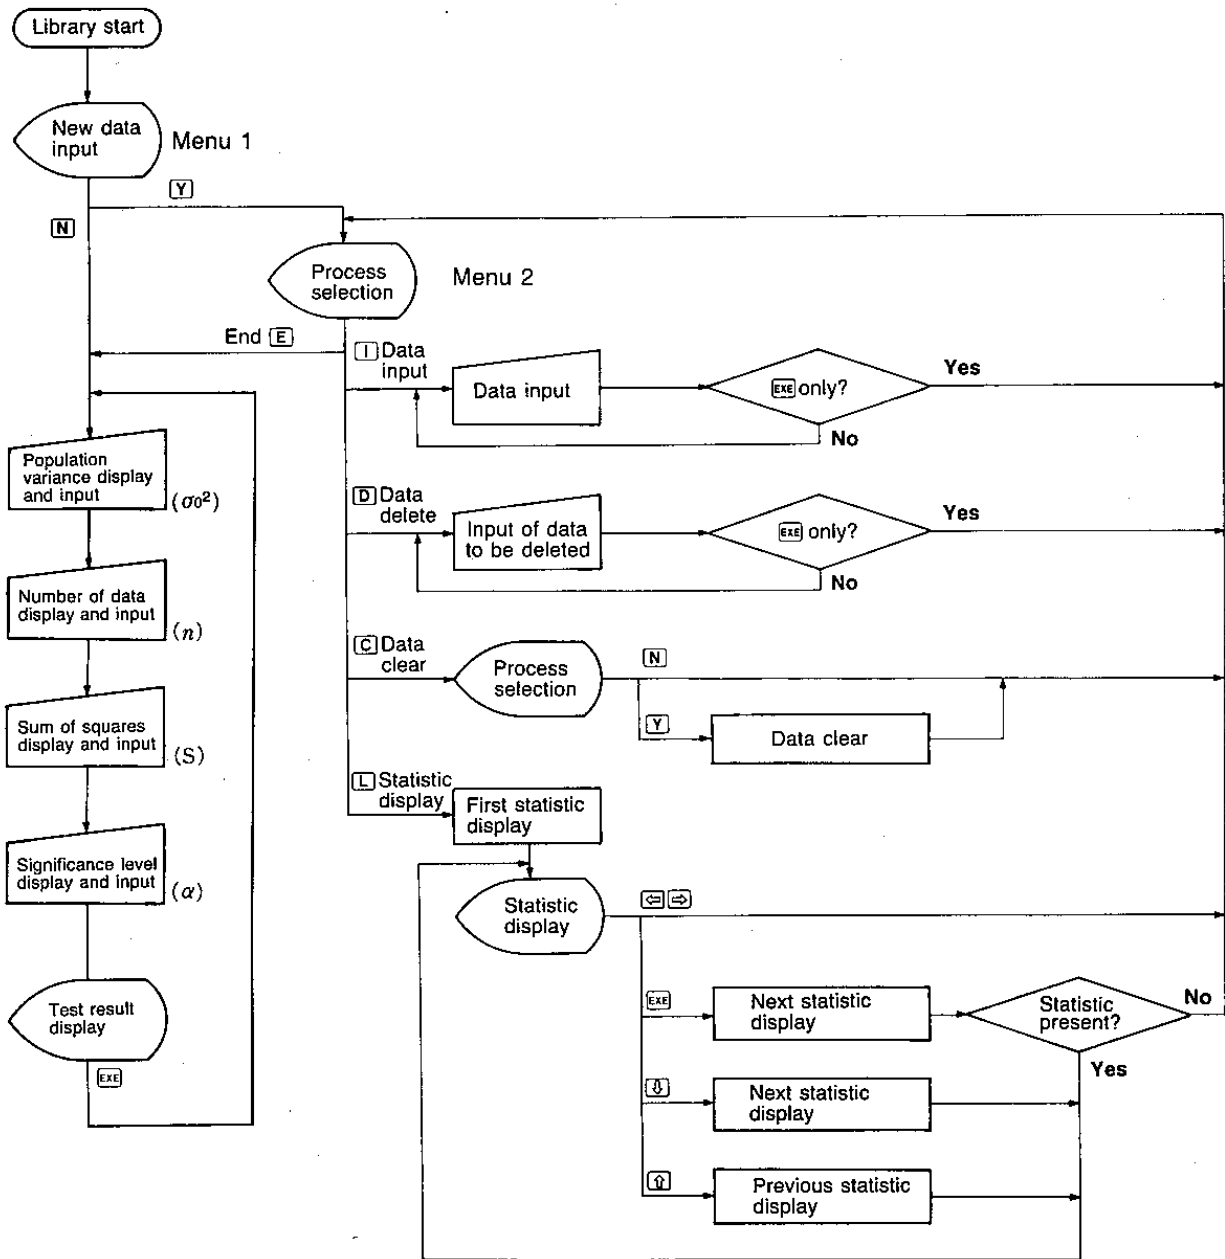 Library start
New data
input
Menu 1
Y
N
Process
selection
Menu 2
End E
I Data
input
Data input
EXE only?
Yes
No
Population
variance display
and input
(σ₀²)
D Data
delete
Input of data
to be deleted
EXE only?
Yes
No
Number of data
display and input
(n)
C Data
clear
Process
selection
N
Y
Data clear
Sum of squares
display and input
(S)
L Statistic
display
First statistic
display
Significance level
display and input
(α)
Statistic
display
⇦ ⇨
Test result
display
EXE
EXE
Next statistic
display
Statistic
present?
No
Yes
⇩
Next statistic
display
⇧
Previous statistic
display